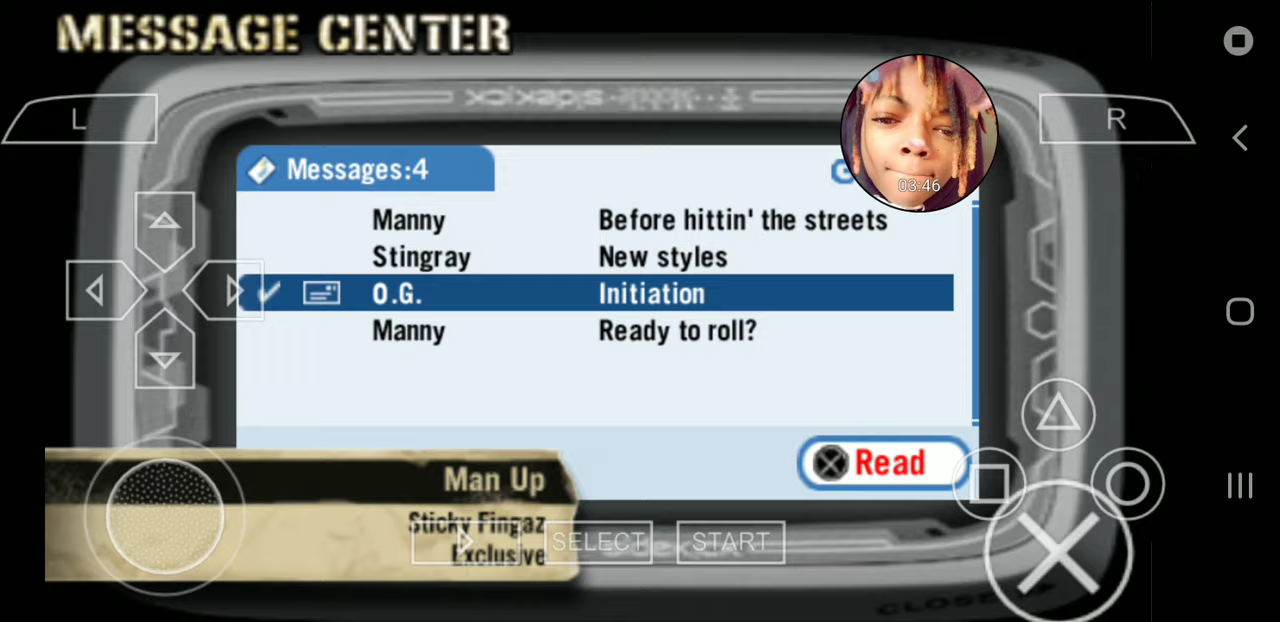 MESSAGE CENTER
L
R
Messages:4
03:46
Manny Before hittin' the streets
Stingray New styles
O.G. Initiation
Manny Ready to roll?
Read
Man Up
Sticky Fingaz
Exclusive
SELECT
START